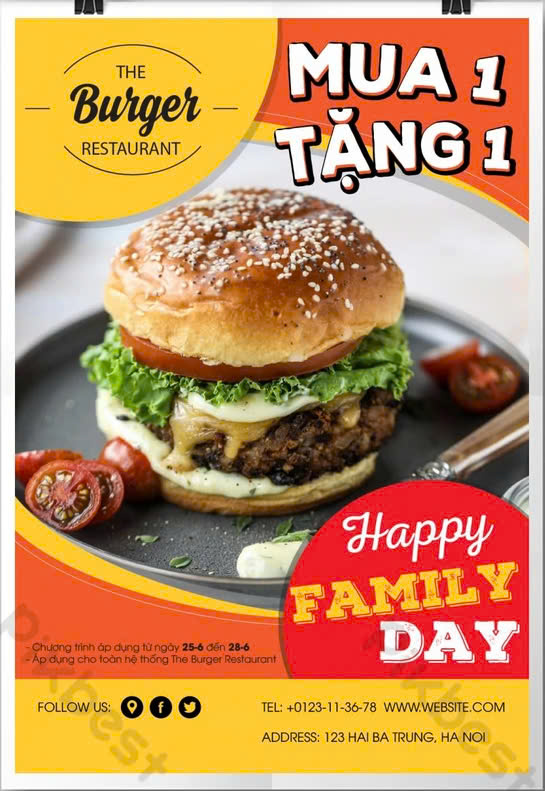 THE
Burger
RESTAURANT
MUA 1
TẶNG 1
Happy
FAMILY
DAY
- Chương trình áp dụng từ ngày 25-6 đến 28-6
- Áp dụng cho toàn hệ thống The Burger Restaurant
FOLLOW US:
TEL: +0123-11-36-78 WWW.WEBSITE.COM
ADDRESS: 123 HAI BA TRUNG, HA NOI
pikbest
pikbest